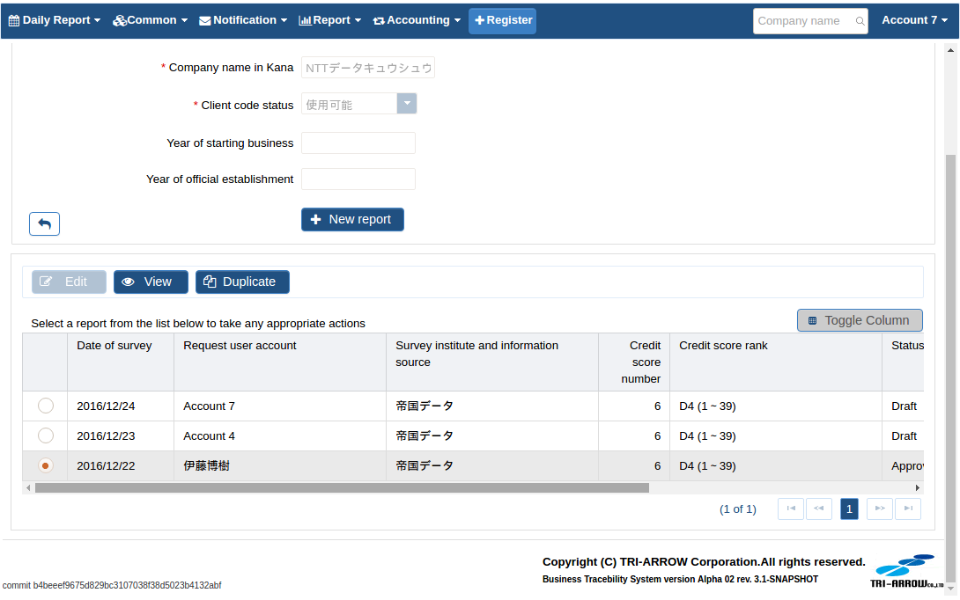 Daily Report Common Notification Report Accounting Register Company name Account 7
* Company name in Kana NTTデータキュウシュウ
* Client code status 使用可能
Year of starting business
Year of official establishment
New report
Edit View Duplicate
Select a report from the list below to take any appropriate actions
Toggle Column
Date of survey Request user account Survey institute and information source Credit score number Credit score rank Status
2016/12/24 Account 7 帝国データ 6 D4 (1 ~ 39) Draft
2016/12/23 Account 4 帝国データ 6 D4 (1 ~ 39) Draft
2016/12/22 伊藤博樹 帝国データ 6 D4 (1 ~ 39) Approv
(1 of 1) 1
Copyright (C) TRI-ARROW Corporation.All rights reserved.
Business Tracebility System version Alpha 02 rev. 3.1-SNAPSHOT
TRI-ARROW Co.,LTD
commit b4beeef9675d829bc3107038f38d5023b4132abf